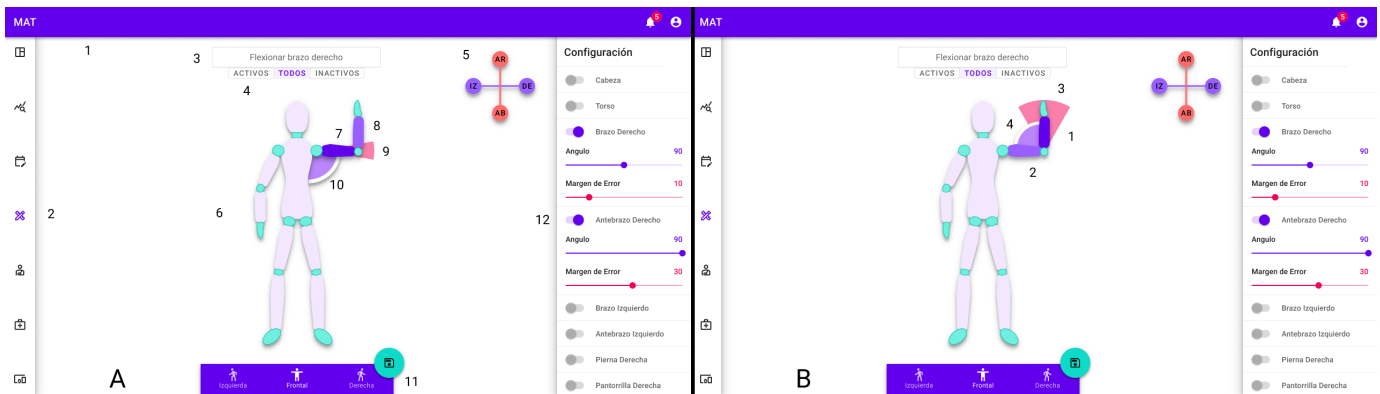 MAT
5
1
3
Flexionar brazo derecho
ACTIVOS TODOS INACTIVOS
4
5
AR
IZ
DE
AB
7
8
9
10
6
2
12
A
Izquierda
Frontal
Derecha
11
Configuración
Cabeza
Torso
Brazo Derecho
Angulo 90
Margen de Error 10
Antebrazo Derecho
Angulo 90
Margen de Error 30
Brazo Izquierdo
Antebrazo Izquierdo
Pierna Derecha
Pantorrilla Derecha
MAT
5
Flexionar brazo derecho
ACTIVOS TODOS INACTIVOS
AR
IZ
DE
AB
3
4
1
2
B
Izquierda
Frontal
Derecha
Configuración
Cabeza
Torso
Brazo Derecho
Angulo 90
Margen de Error 10
Antebrazo Derecho
Angulo 90
Margen de Error 30
Brazo Izquierdo
Antebrazo Izquierdo
Pierna Derecha
Pantorrilla Derecha